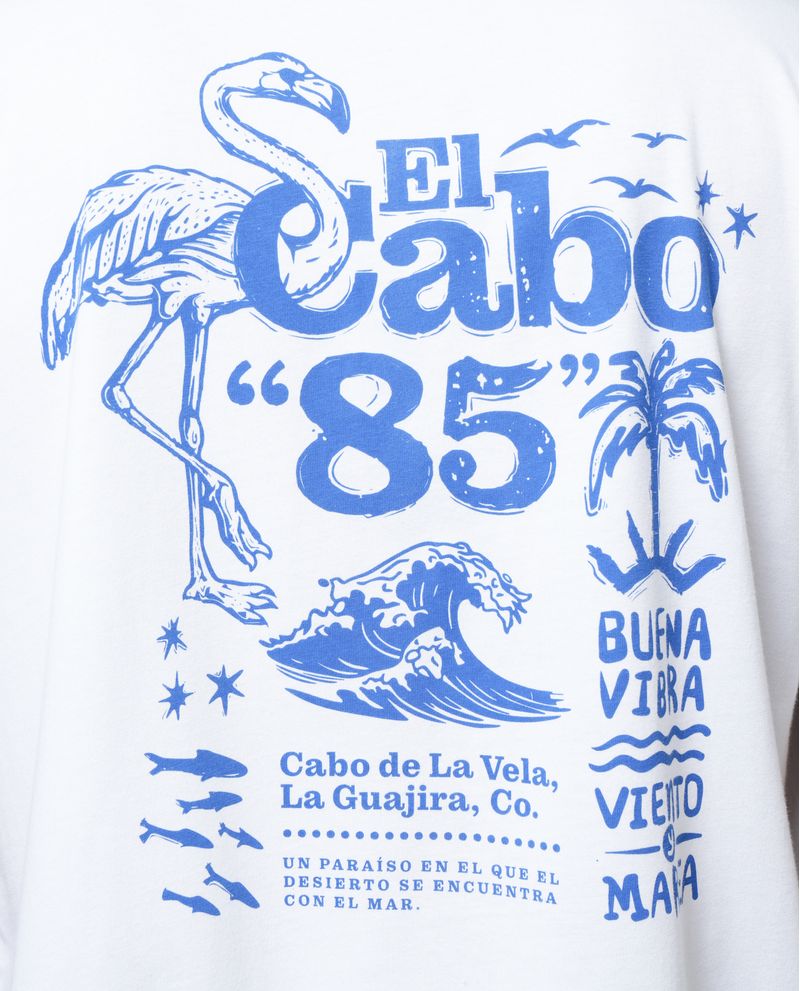 El
Cabo
“85”
BUENA
VIBRA
VIENTO
Y
MAREA
Cabo de La Vela,
La Guajira, Co.
UN PARAÍSO EN EL QUE EL
DESIERTO SE ENCUENTRA
CON EL MAR.